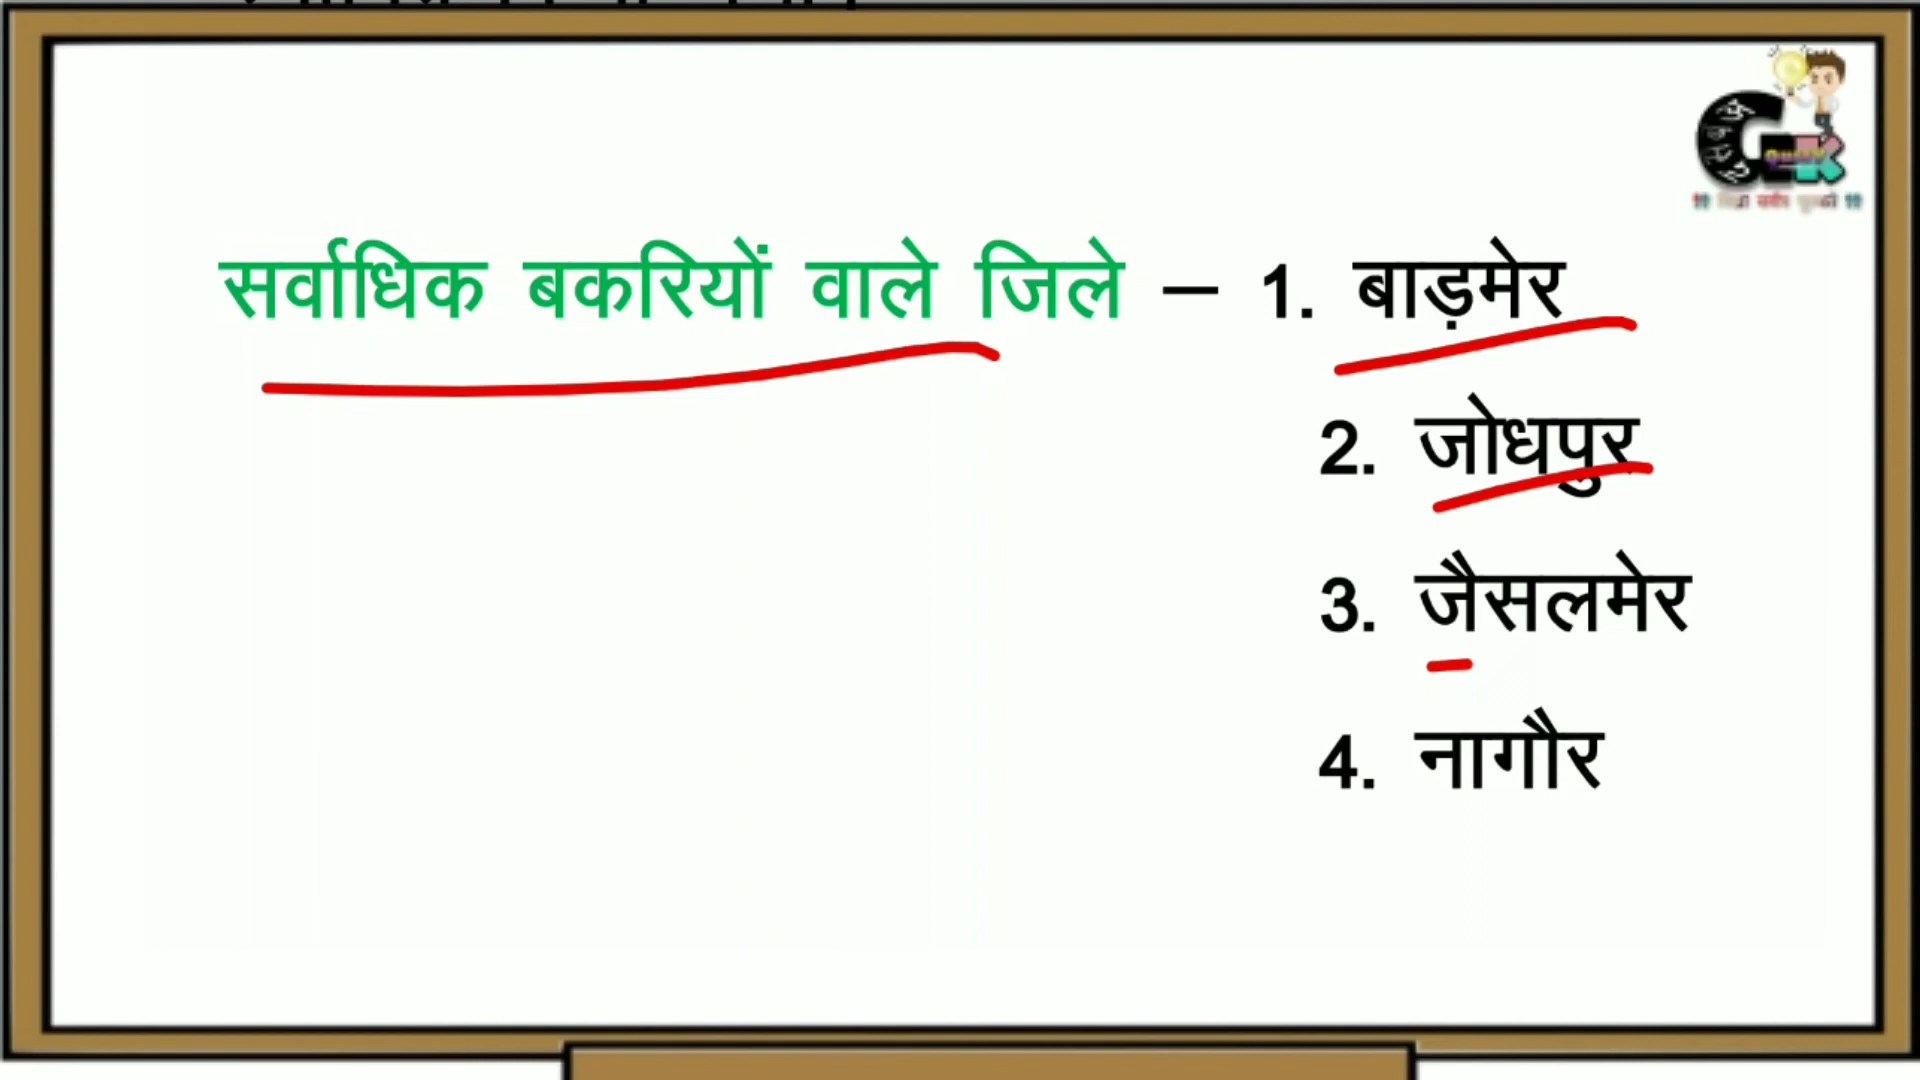 सर्वाधिक बकरियों वाले जिले – 1. बाड़मेर
2. जोधपुर
3. जैसलमेर
4. नागौर